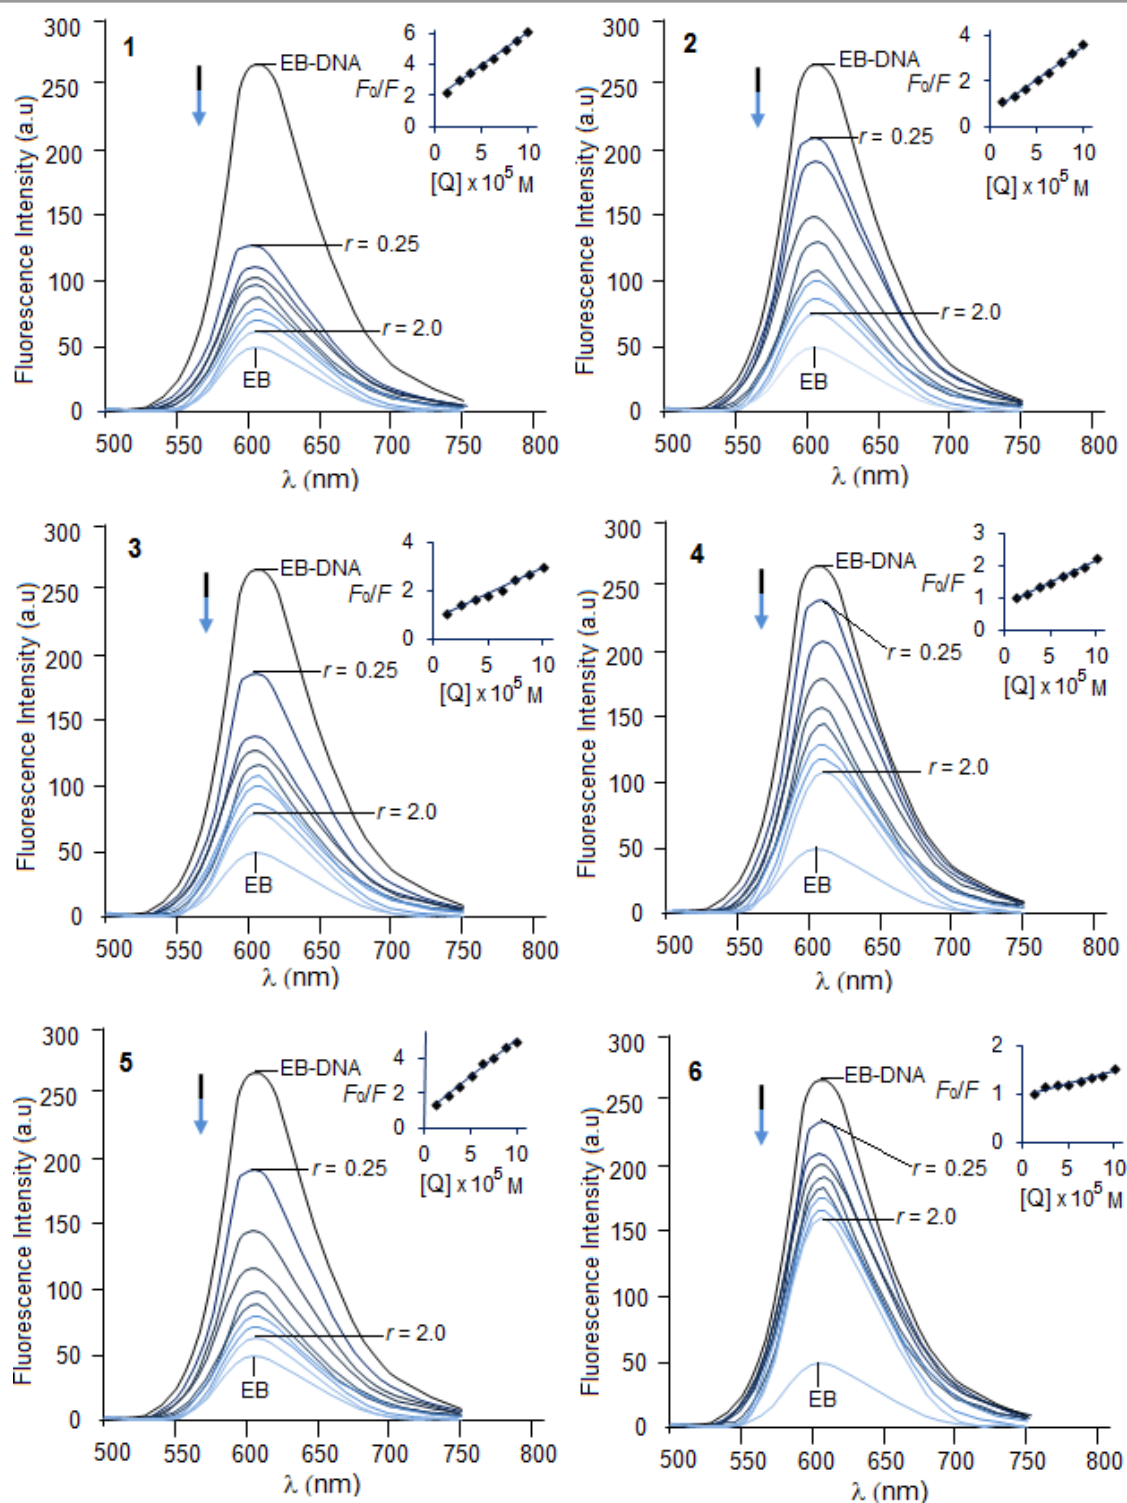 1
Fluorescence Intensity (a.u)
300
250
200
150
100
50
0
500 550 600 650 700 750 800
λ (nm)
EB-DNA
r = 0.25
r = 2.0
EB
F₀/F
6
4
2
0
0 5 10
[Q] x 10⁵ M
2
Fluorescence Intensity (a.u)
300
250
200
150
100
50
0
500 550 600 650 700 750 800
λ (nm)
EB-DNA
r = 0.25
r = 2.0
EB
F₀/F
4
2
0
0 5 10
[Q] x 10⁵ M
3
Fluorescence Intensity (a.u)
300
250
200
150
100
50
0
500 550 600 650 700 750 800
λ (nm)
EB-DNA
r = 0.25
r = 2.0
EB
F₀/F
4
2
0
0 5 10
[Q] x 10⁵ M
4
Fluorescence Intensity (a.u)
300
250
200
150
100
50
0
500 550 600 650 700 750 800
λ (nm)
EB-DNA
r = 0.25
r = 2.0
EB
F₀/F
3
2
1
0
0 5 10
[Q] x 10⁵ M
5
Fluorescence Intensity (a.u)
300
250
200
150
100
50
0
500 550 600 650 700 750 800
λ (nm)
EB-DNA
r = 0.25
r = 2.0
EB
F₀/F
4
2
0
0 5 10
[Q] x 10⁵ M
6
Fluorescence Intensity (a.u)
300
250
200
150
100
50
0
500 550 600 650 700 750 800
λ (nm)
EB-DNA
r = 0.25
r = 2.0
EB
F₀/F
2
1
0
0 5 10
[Q] x 10⁵ M